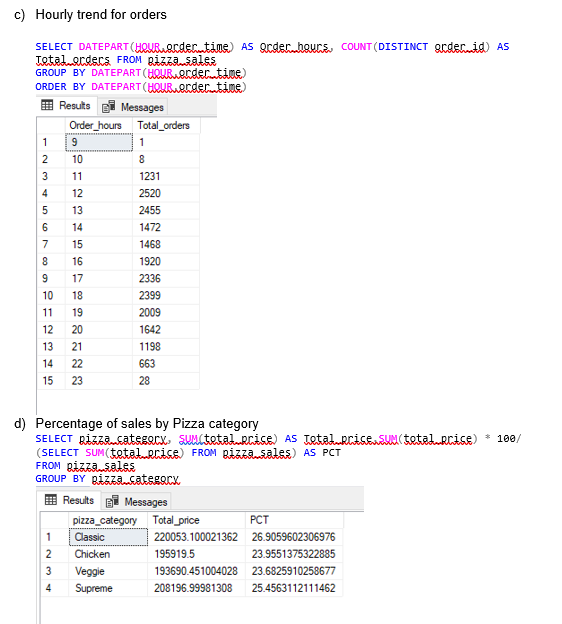 c) Hourly trend for orders
SELECT DATEPART(HOUR,order_time) AS Order_hours, COUNT(DISTINCT order_id) AS
Total_orders FROM pizza_sales
GROUP BY DATEPART(HOUR,order_time)
ORDER BY DATEPART(HOUR,order_time)
Results Messages
Order_hours Total_orders
1 9 1
2 10 8
3 11 1231
4 12 2520
5 13 2455
6 14 1472
7 15 1468
8 16 1920
9 17 2336
10 18 2399
11 19 2009
12 20 1642
13 21 1198
14 22 663
15 23 28
d) Percentage of sales by Pizza category
SELECT pizza_category, SUM(total_price) AS Total_price,SUM(total_price) * 100/
(SELECT SUM(total_price) FROM pizza_sales) AS PCT
FROM pizza_sales
GROUP BY pizza_category
Results Messages
pizza_category Total_price PCT
1 Classic 220053.100021362 26.9059602306976
2 Chicken 195919.5 23.9551375322885
3 Veggie 193690.451004028 23.6825910258677
4 Supreme 208196.99981308 25.4563112111462